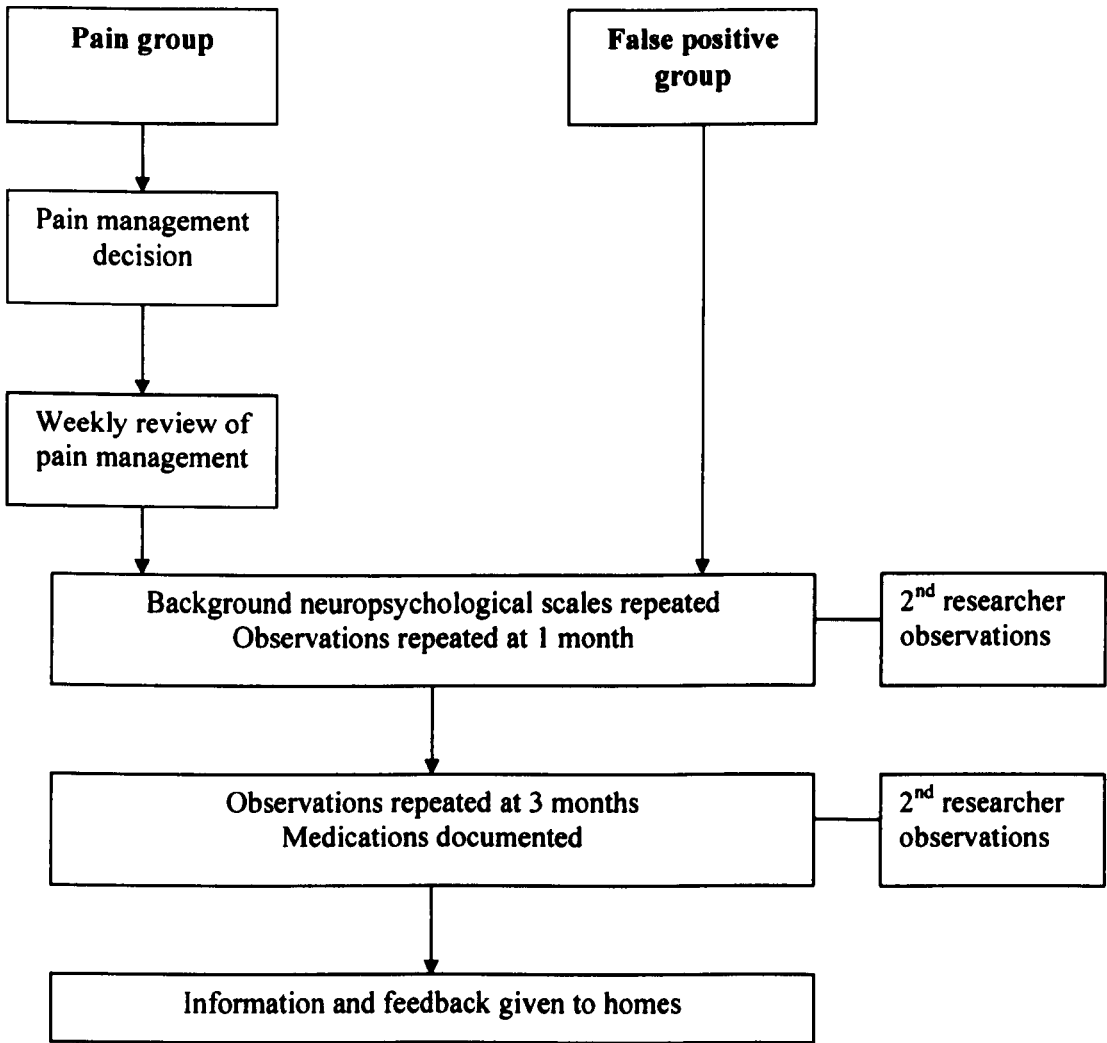 Pain group
False positive
group
Pain management
decision
Weekly review of
pain management
Background neuropsychological scales repeated
Observations repeated at 1 month
2nd researcher
observations
Observations repeated at 3 months
Medications documented
2nd researcher
observations
Information and feedback given to homes